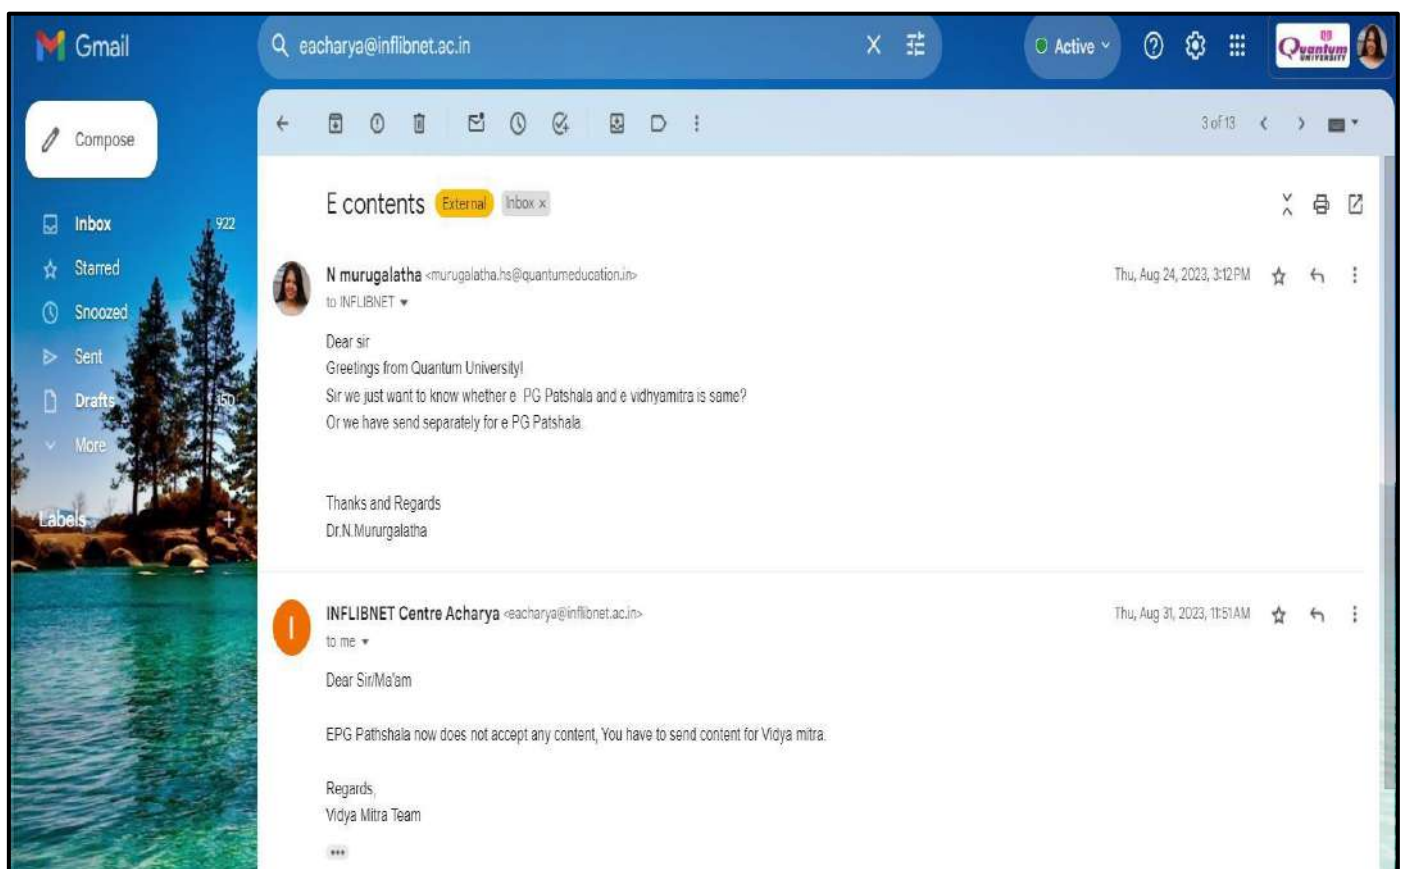 Gmail
eacharya@inflibnet.ac.in
Active
Quantum
UNIVERSITY
Compose
3 of 13
E contents External Inbox x
Inbox 922
Starred
Snoozed
Sent
Drafts 150
More
Labels +
N murugalatha <murugalatha.hs@quantumeducation.in> Thu, Aug 24, 2023, 3:12 PM
to INFLIBNET
Dear sir
Greetings from Quantum University!
Sir we just want to know whether e PG Patshala and e vidhyamitra is same?
Or we have send separately for e PG Patshala.
Thanks and Regards
Dr.N.Mururgalatha
I
INFLIBNET Centre Acharya <eacharya@inflibnet.ac.in> Thu, Aug 31, 2023, 11:51 AM
to me
Dear Sir/Ma'am
EPG Pathshala now does not accept any content, You have to send content for Vidya mitra.
Regards,
Vidya Mitra Team